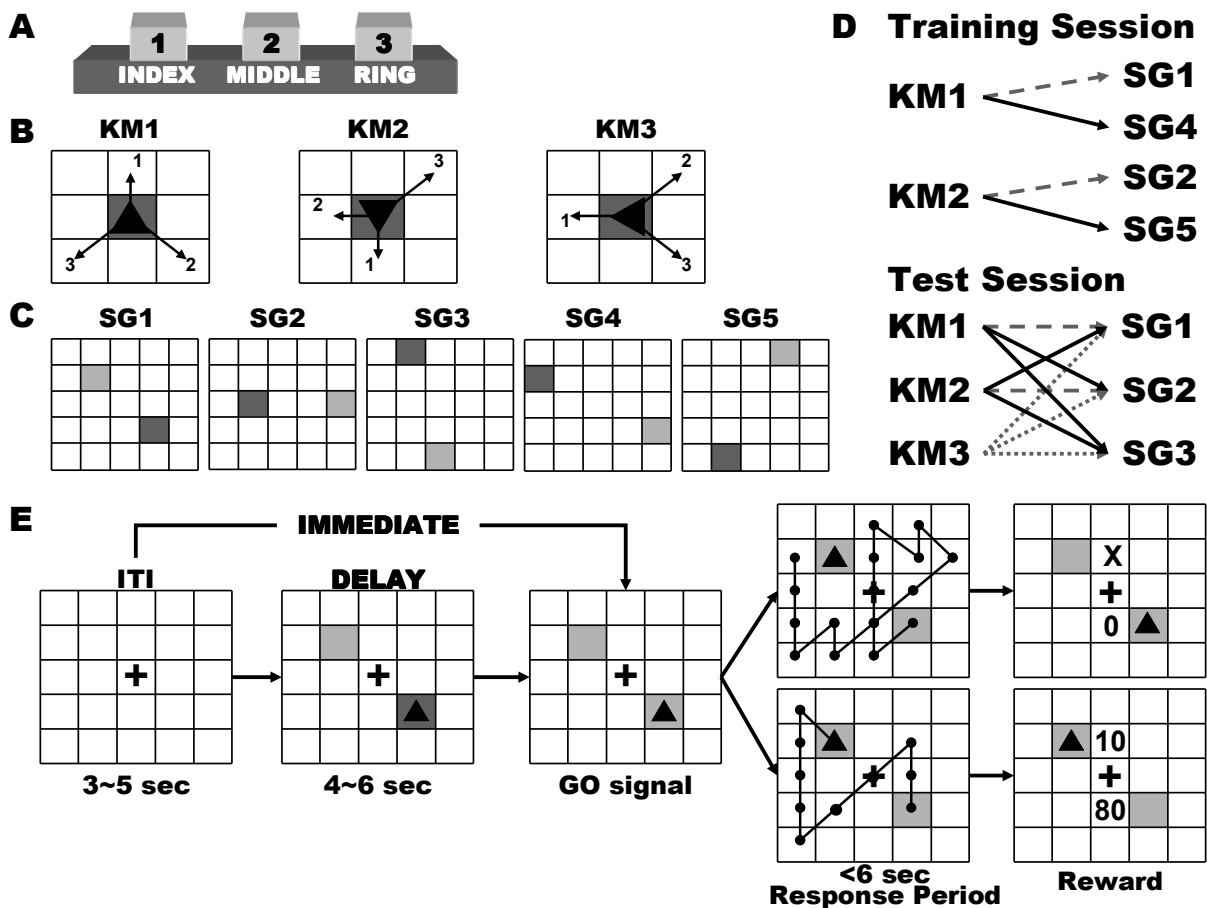 A
1 2 3
INDEX MIDDLE RING
B
KM1 KM2 KM3
1
3 2
3
2
1
2
1
3
C
SG1 SG2 SG3 SG4 SG5
D Training Session
KM1
SG1
SG4
KM2
SG2
SG5
Test Session
KM1 SG1
KM2 SG2
KM3 SG3
E
IMMEDIATE
ITI DELAY
+ + +
3~5 sec 4~6 sec GO signal
+
X
+
0
+
10
+
80
<6 sec
Response Period Reward